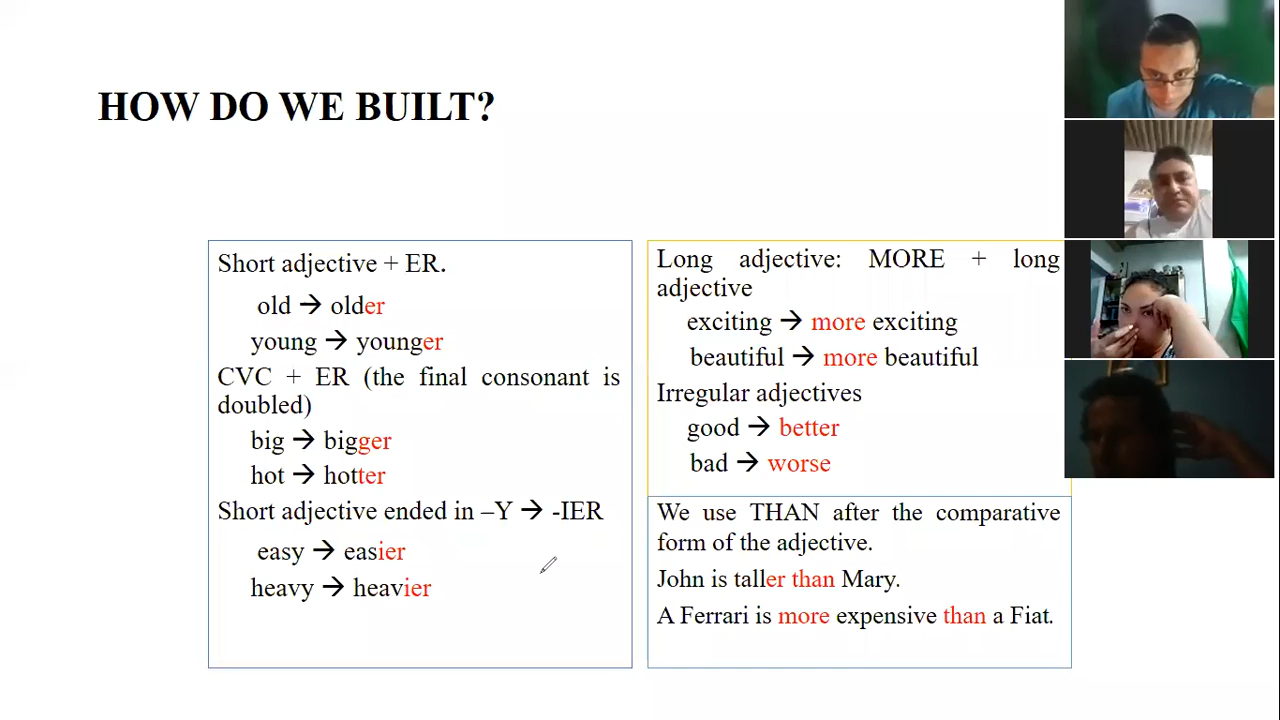 HOW DO WE BUILT?
Short adjective + ER.
old → older
young → younger
CVC + ER (the final consonant is
doubled)
big → bigger
hot → hotter
Short adjective ended in –Y → -IER
easy → easier
heavy → heavier
Long adjective: MORE + long
adjective
exciting → more exciting
beautiful → more beautiful
Irregular adjectives
good → better
bad → worse
We use THAN after the comparative
form of the adjective.
John is taller than Mary.
A Ferrari is more expensive than a Fiat.